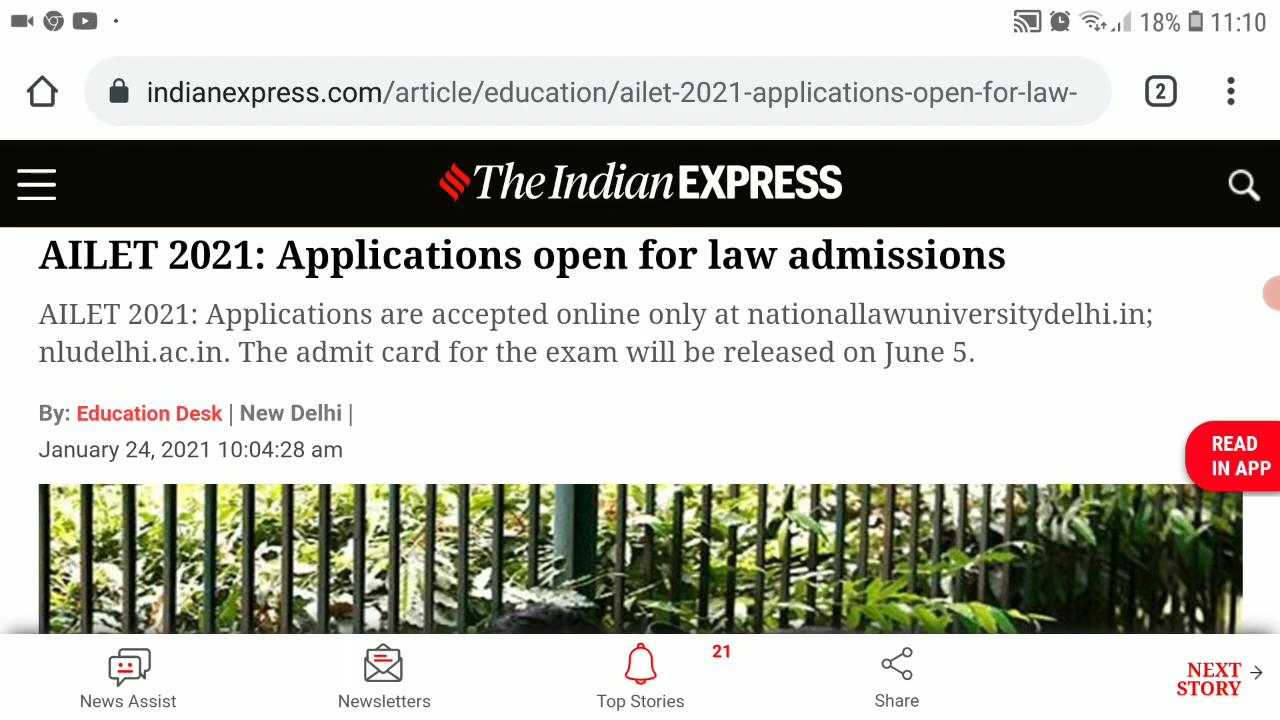 18% 11:10
indianexpress.com/article/education/ailet-2021-applications-open-for-law-
2
The Indian EXPRESS
AILET 2021: Applications open for law admissions
AILET 2021: Applications are accepted online only at nationallawuniversitydelhi.in;
nludelhi.ac.in. The admit card for the exam will be released on June 5.
By: Education Desk | New Delhi |
January 24, 2021 10:04:28 am
READ
IN APP
21
News Assist
Newsletters
Top Stories
Share
NEXT
STORY